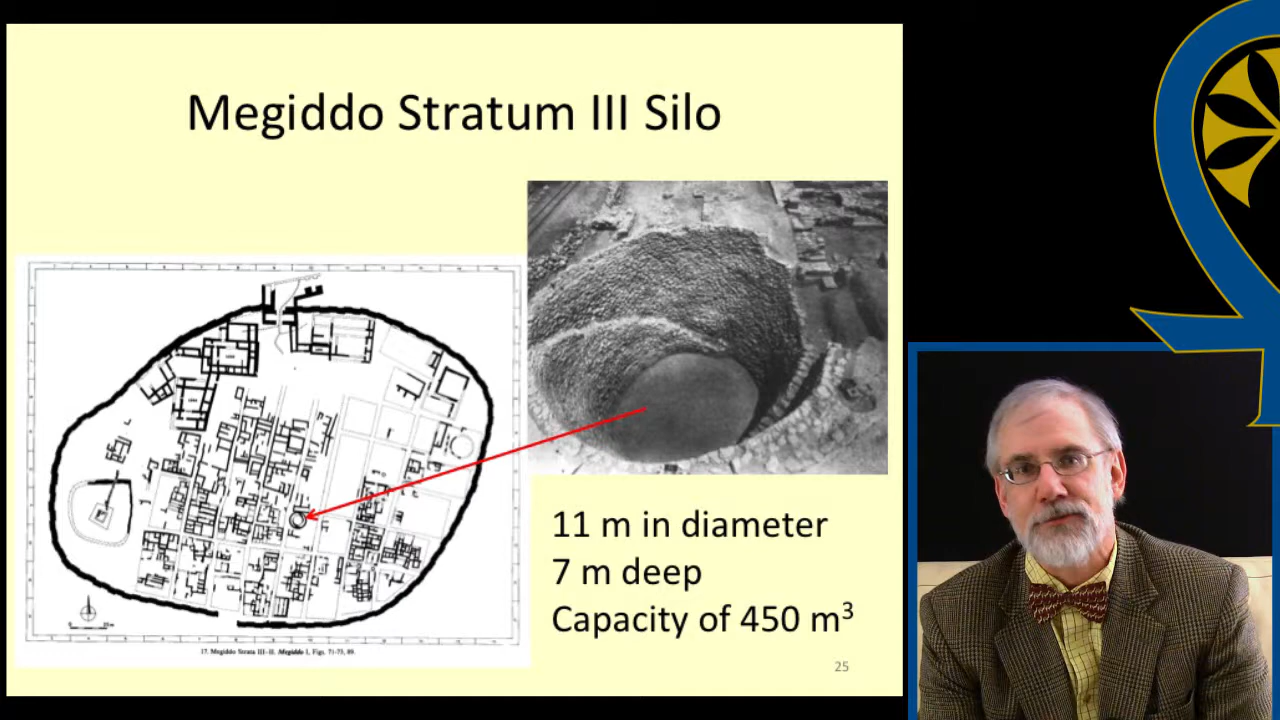 Megiddo Stratum III Silo
17. Megiddo Strata III–II. Megiddo I, Figs. 71-73, 89.
11 m in diameter
7 m deep
Capacity of 450 m³
25